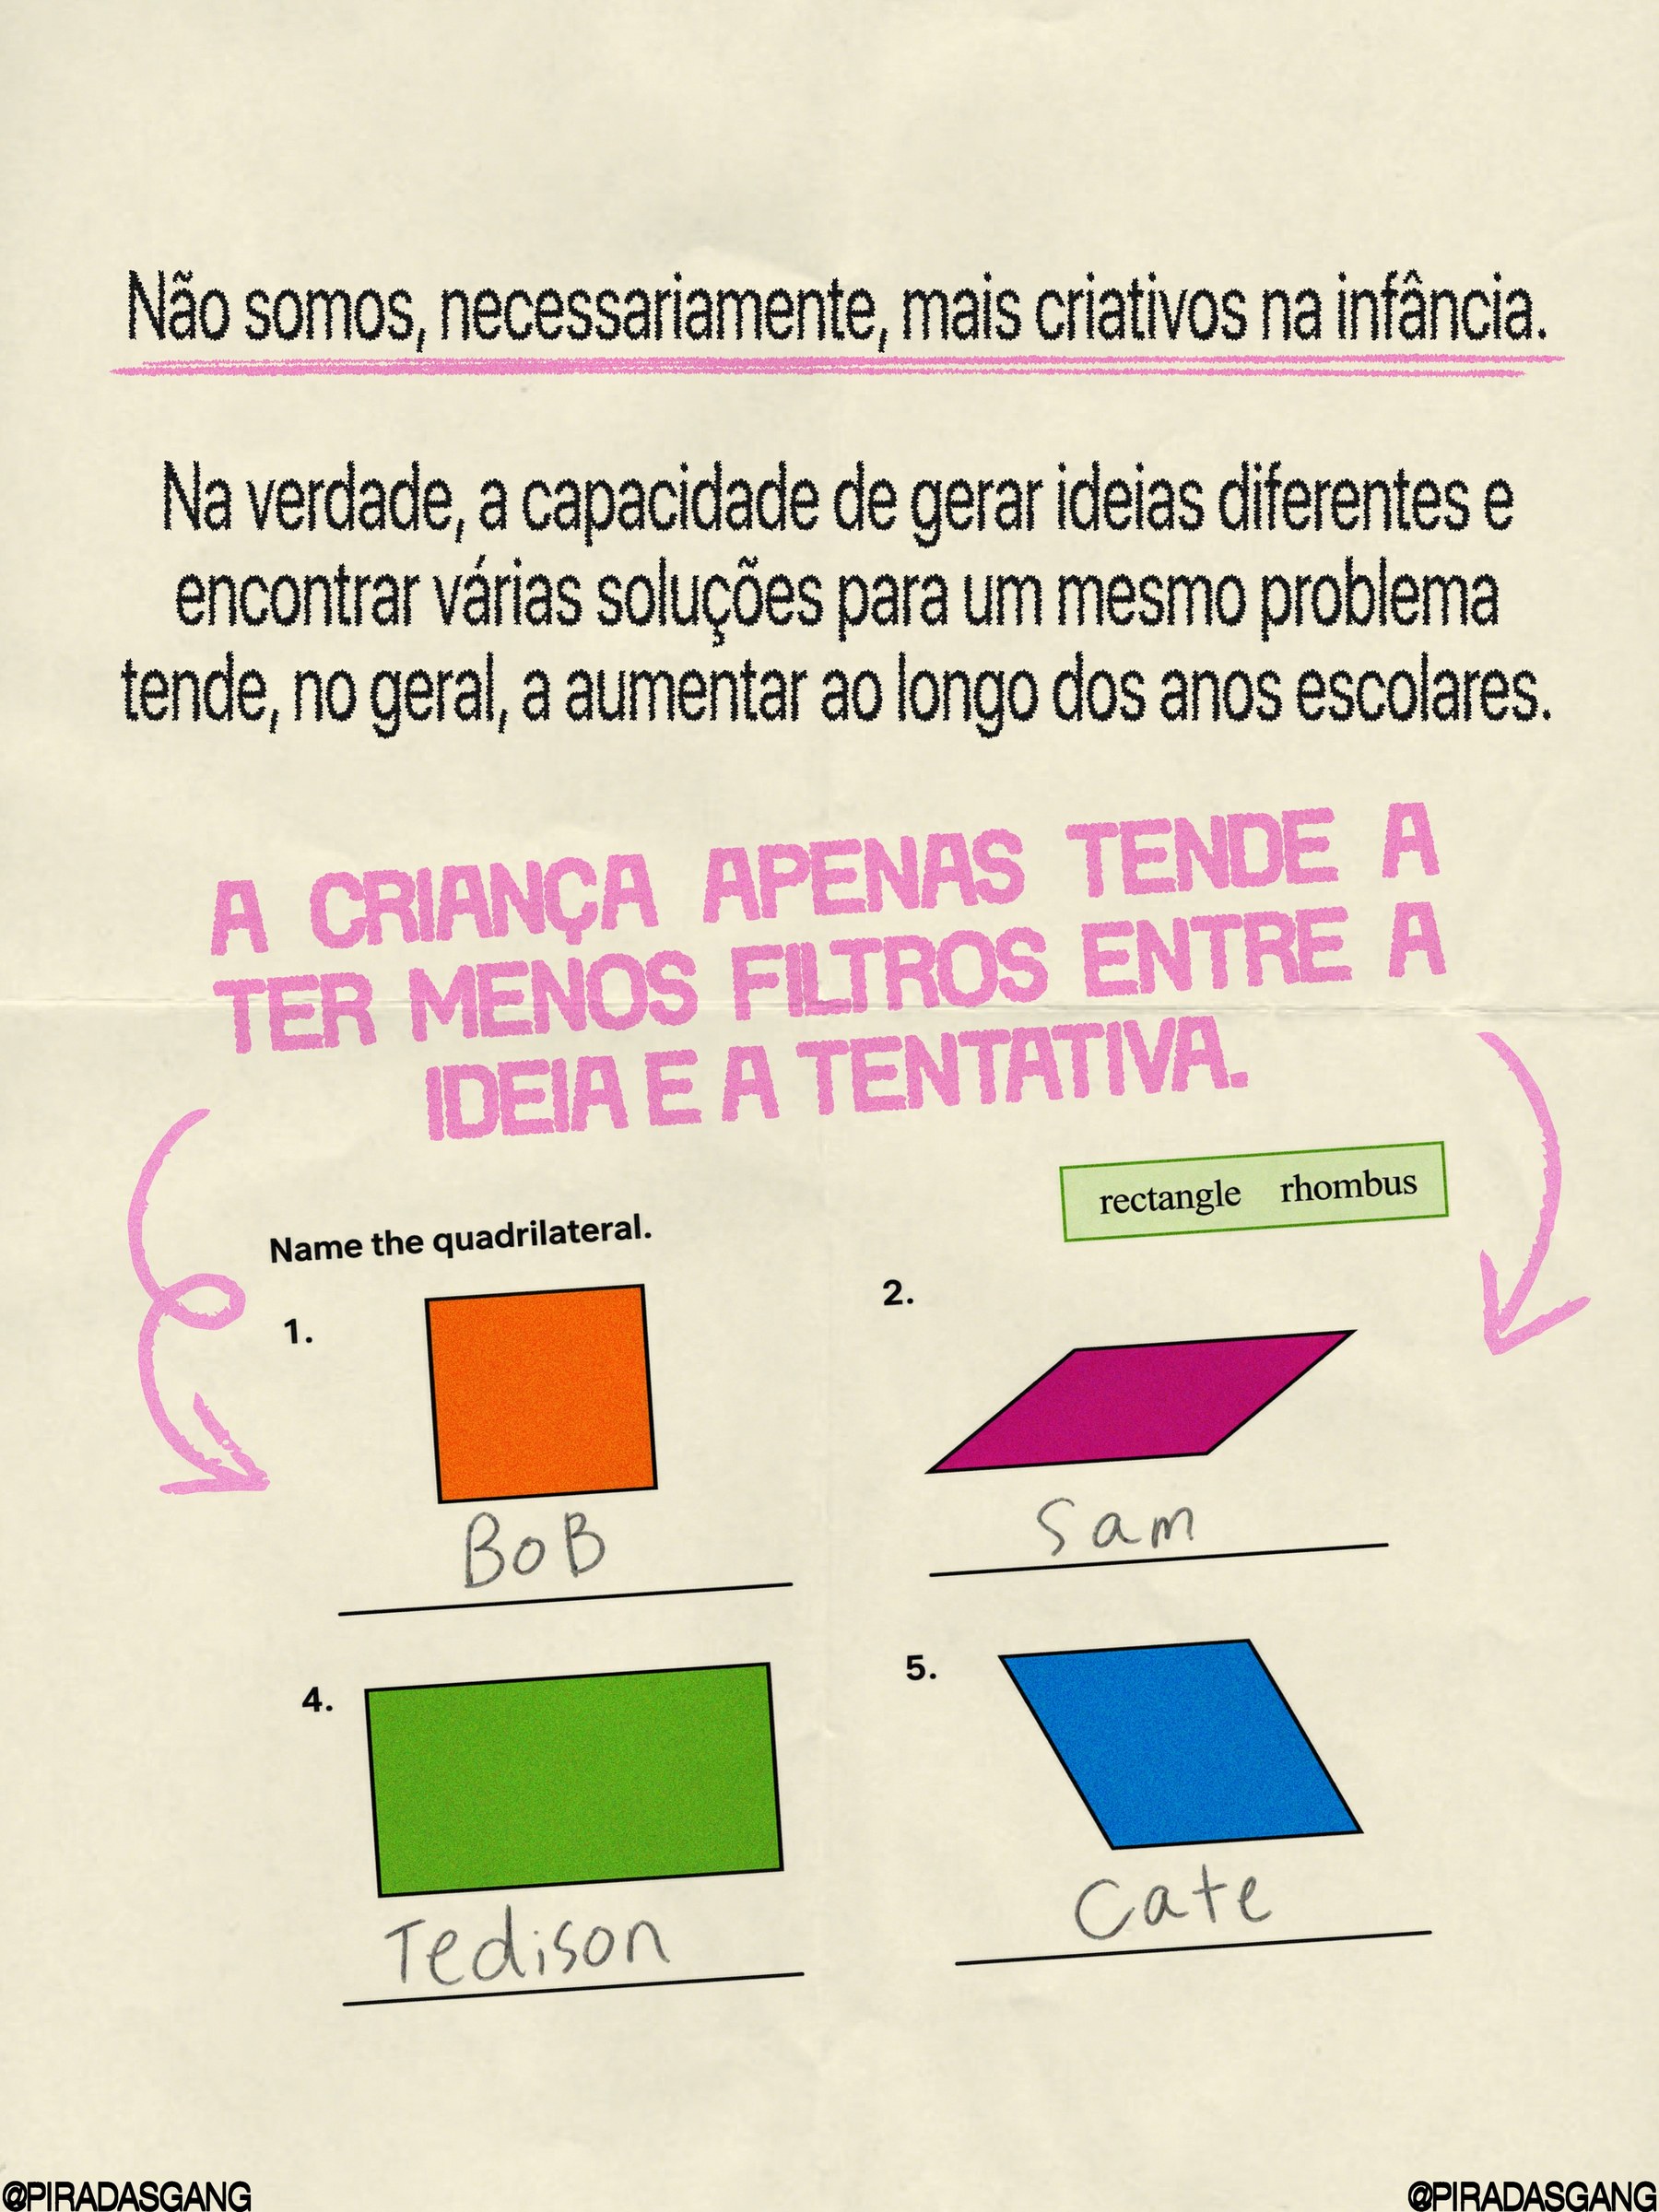 Não somos, necessariamente, mais criativos na infância.
Na verdade, a capacidade de gerar ideias diferentes e
encontrar várias soluções para um mesmo problema
tende, no geral, a aumentar ao longo dos anos escolares.
A CRIANÇA APENAS TENDE A
TER MENOS FILTROS ENTRE A
IDEIA E A TENTATIVA.
rectangle rhombus
Name the quadrilateral.
1.
2.
BoB
Sam
4.
5.
Tedison
Cate
@PIRADASGANG
@PIRADASGANG